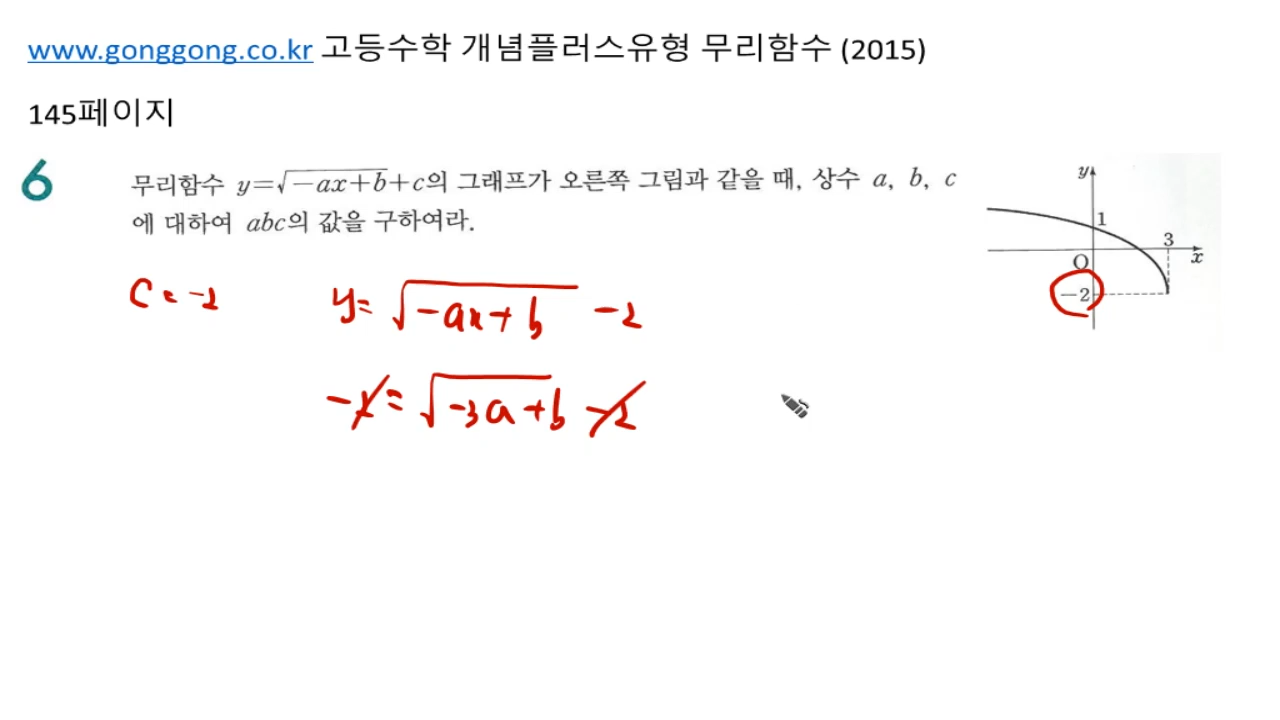 www.gonggong.co.kr 고등수학 개념플러스유형 무리함수 (2015)
145페이지
6 무리함수 y=√-ax+b+c의 그래프가 오른쪽 그림과 같을 때, 상수 a, b, c
에 대하여 abc의 값을 구하여라.
y
1
3
O
x
-2
c = -2
y = √-ax+b -2
-2 = √-3a+b -2